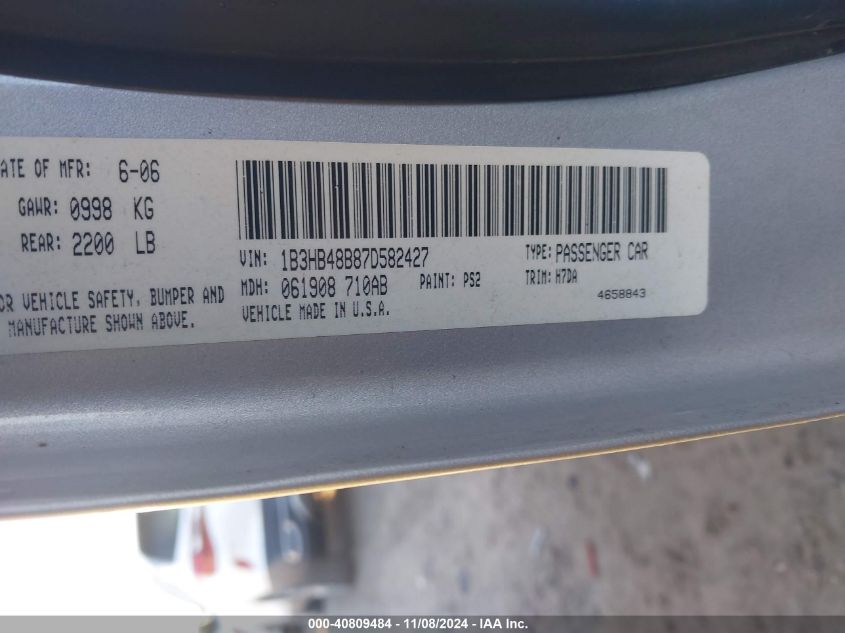 ATE OF MFR: 6-06
GAWR: 0998 KG
REAR: 2200 LB
OR VEHICLE SAFETY, BUMPER AND
MANUFACTURE SHOWN ABOVE.
VIN: 1B3HB48B87D582427
TYPE: PASSENGER CAR
MDH: 061908 710AB
PAINT: PS2
TRIM: H7DA
VEHICLE MADE IN U.S.A.
4658843
000-40809484 - 11/08/2024 - IAA Inc.